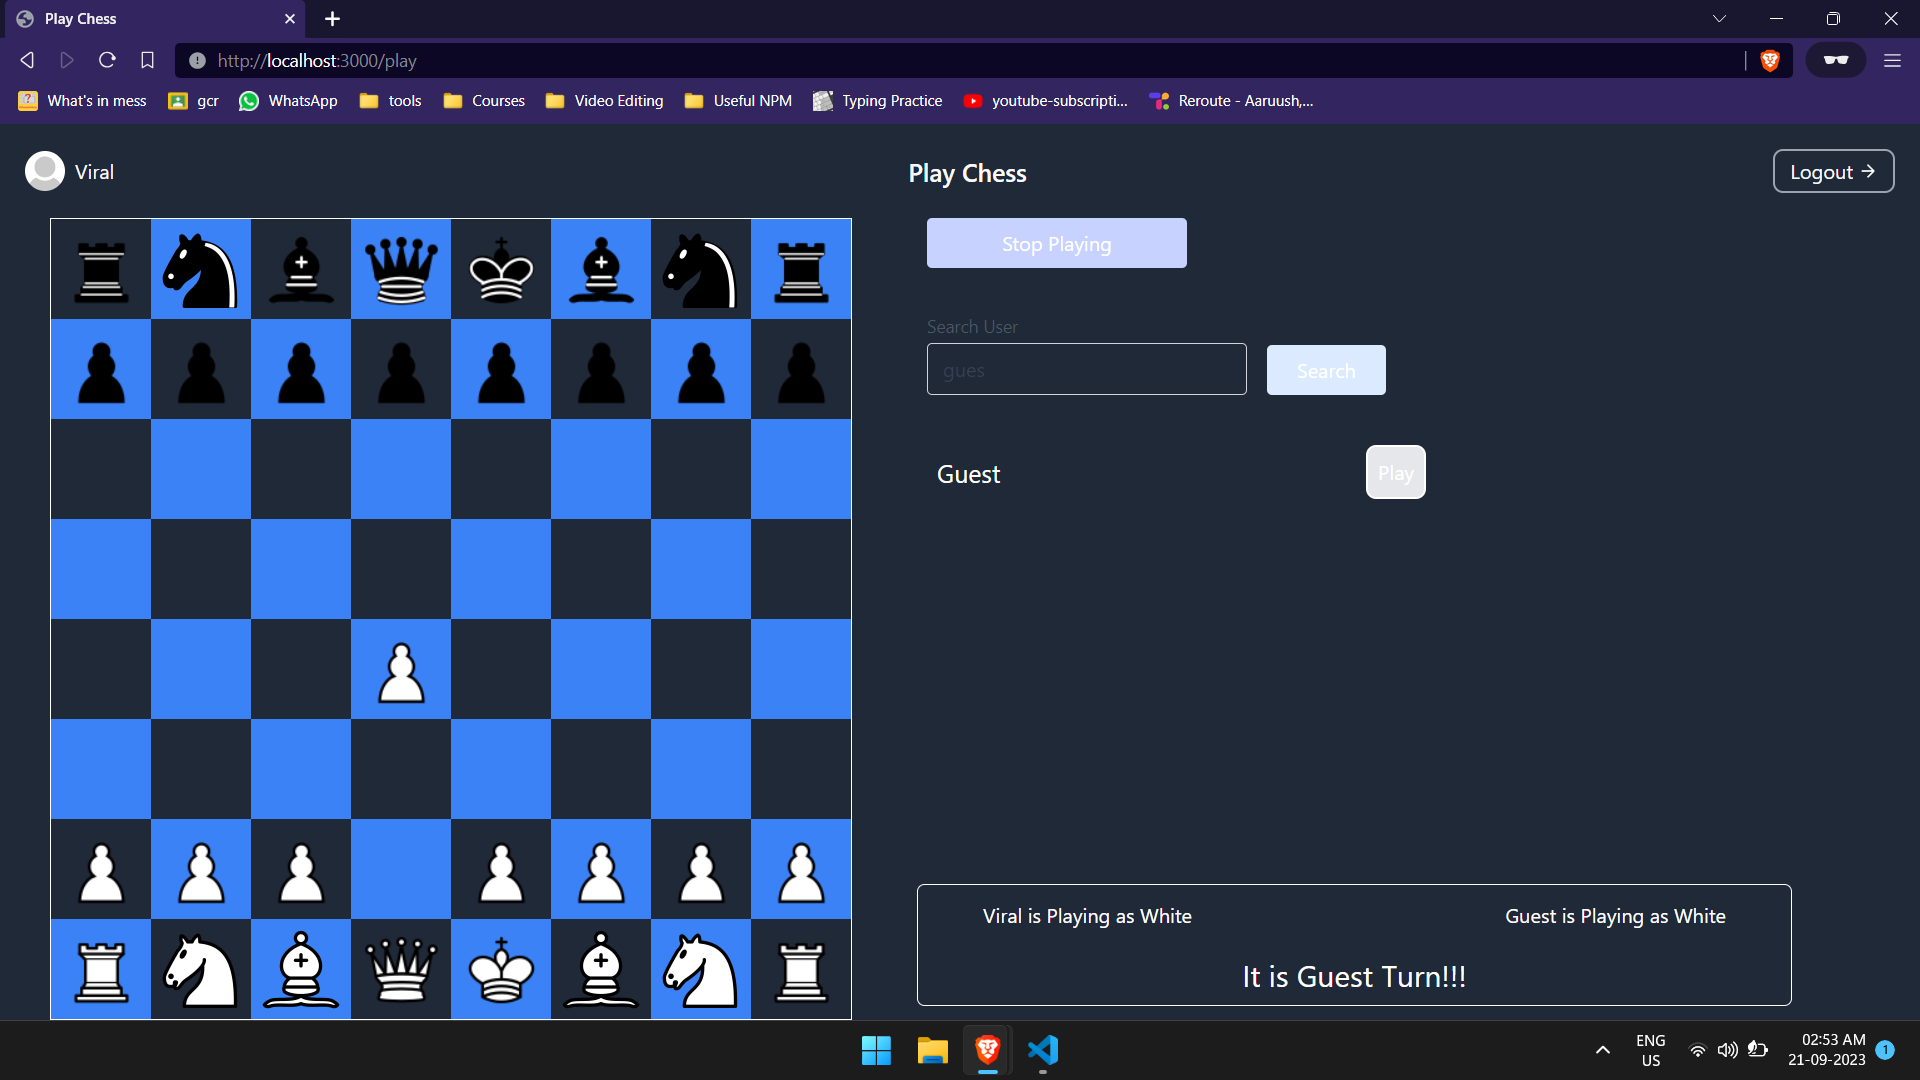 Play Chess
http://localhost:3000/play
What's in mess
gcr
WhatsApp
tools
Courses
Video Editing
Useful NPM
Typing Practice
youtube-subscripti...
Reroute - Aaruush,...
Viral
Play Chess
Logout →
Stop Playing
Search User
gues
Search
Guest
Play
Viral is Playing as White
Guest is Playing as White
It is Guest Turn!!!
ENG
US
02:53 AM
21-09-2023
1